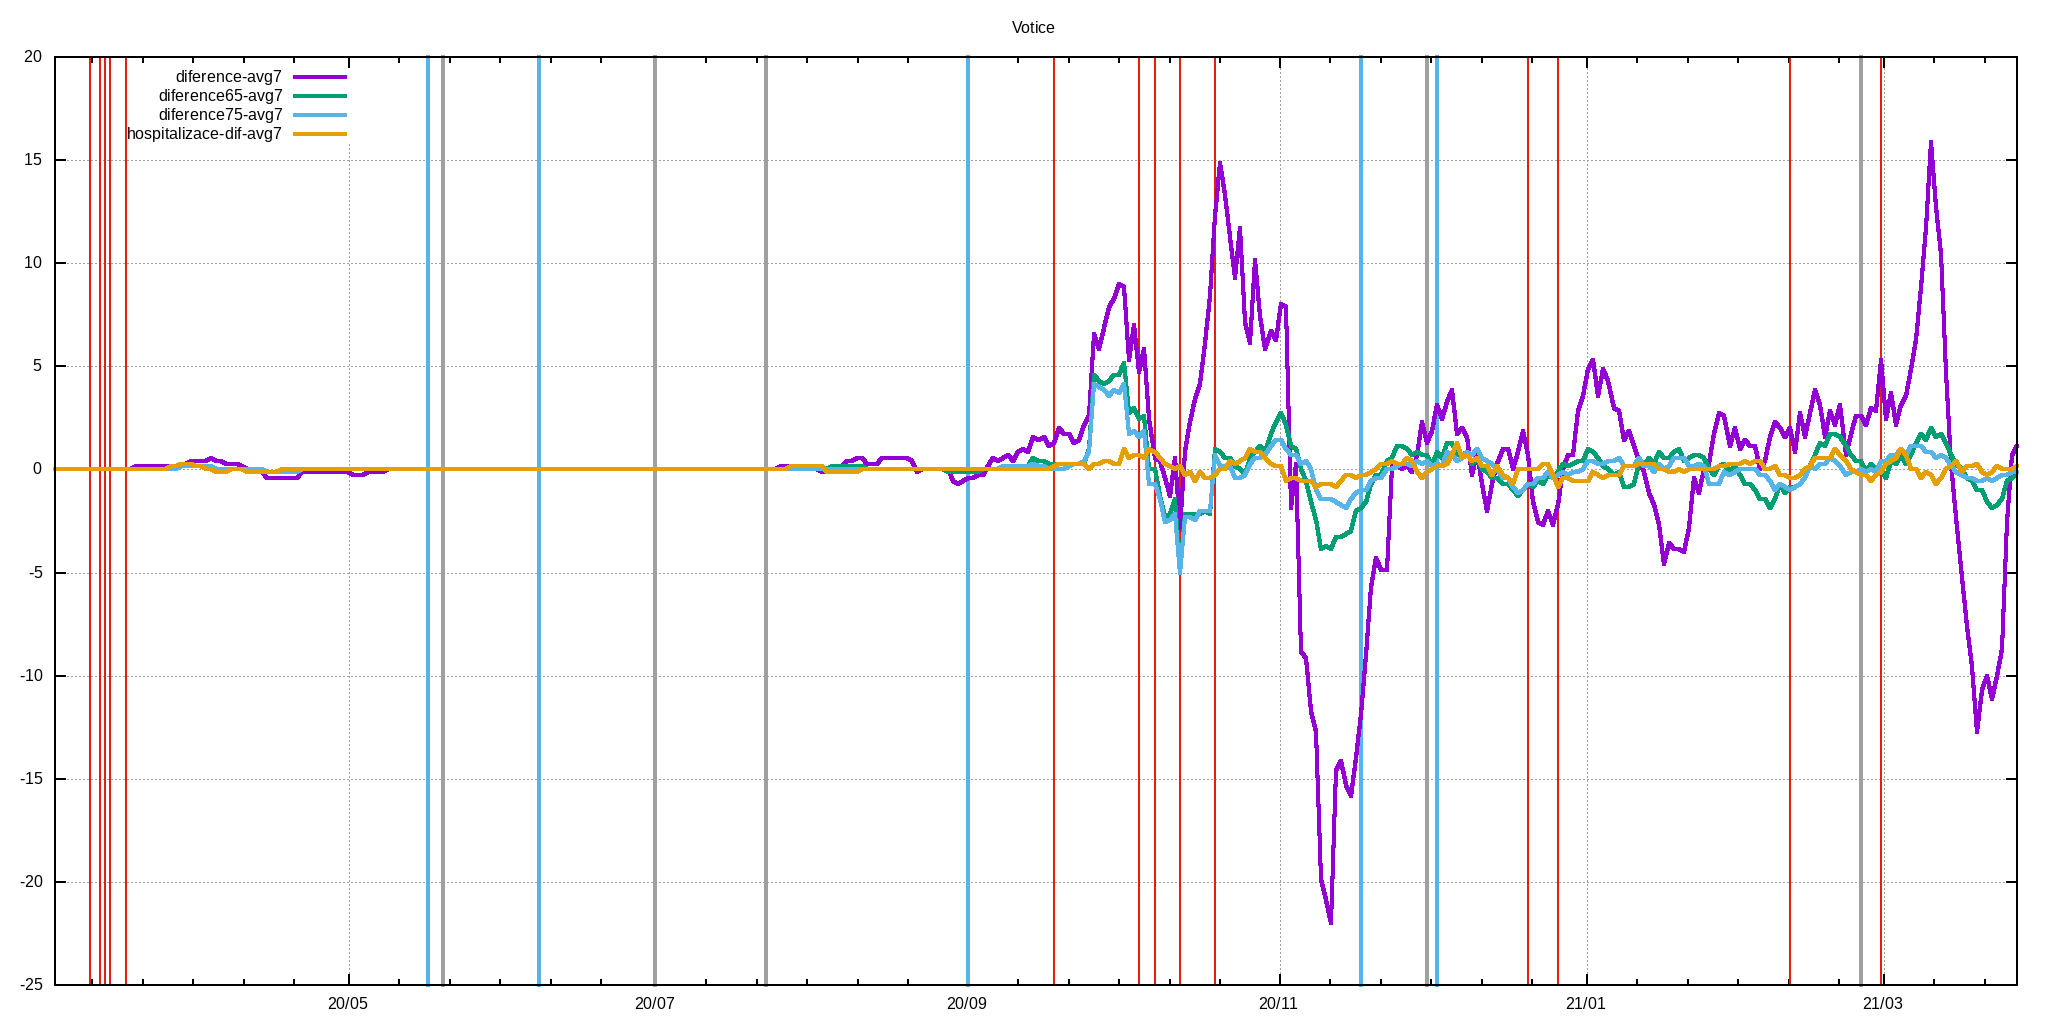 Votice
20
diference-avg7
diference65-avg7
diference75-avg7
hospitalizace-dif-avg7
15
10
5
0
-5
-10
-15
-20
-25
20/05 20/07 20/09 20/11 21/01 21/03